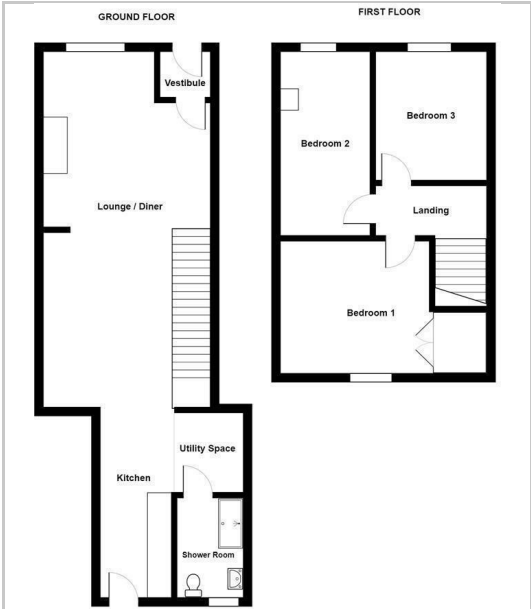 GROUND FLOOR
Vestibule
Lounge / Diner
Utility Space
Kitchen
Shower Room
FIRST FLOOR
Bedroom 3
Bedroom 2
Landing
Bedroom 1